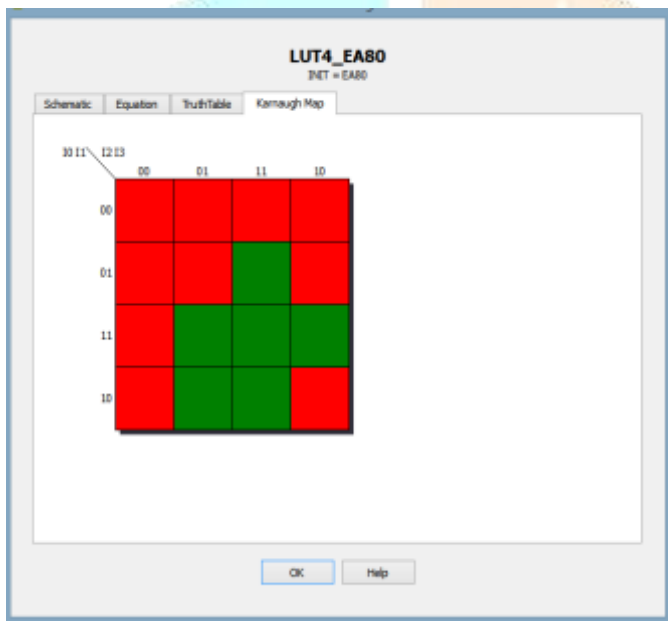 LUT4_EA80
INIT = EA80
Schematic Equation TruthTable Karnaugh Map
I0 I1 I2 I3
00 01 11 10
00
01
11
10
OK Help